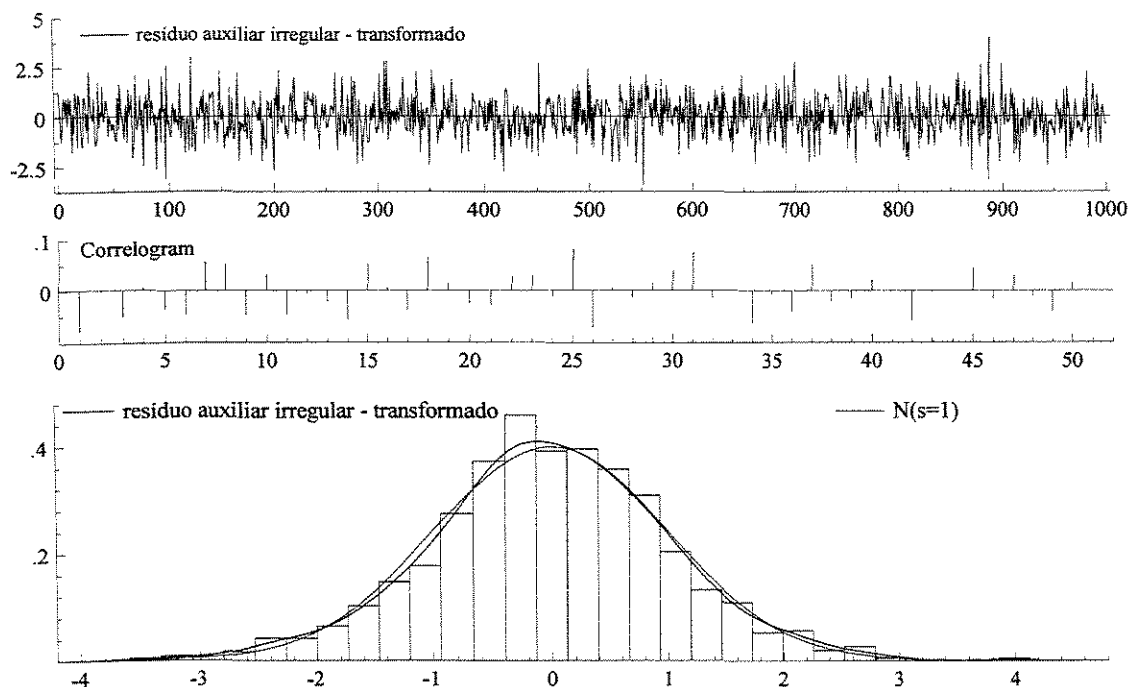 5
resíduo auxiliar irregular - transformado
2.5
0
-2.5
0 100 200 300 400 500 600 700 800 900 1000
.1
Correlogram
0
0 5 10 15 20 25 30 35 40 45 50
resíduo auxiliar irregular - transformado N(s=1)
.4
.2
-4 -3 -2 -1 0 1 2 3 4